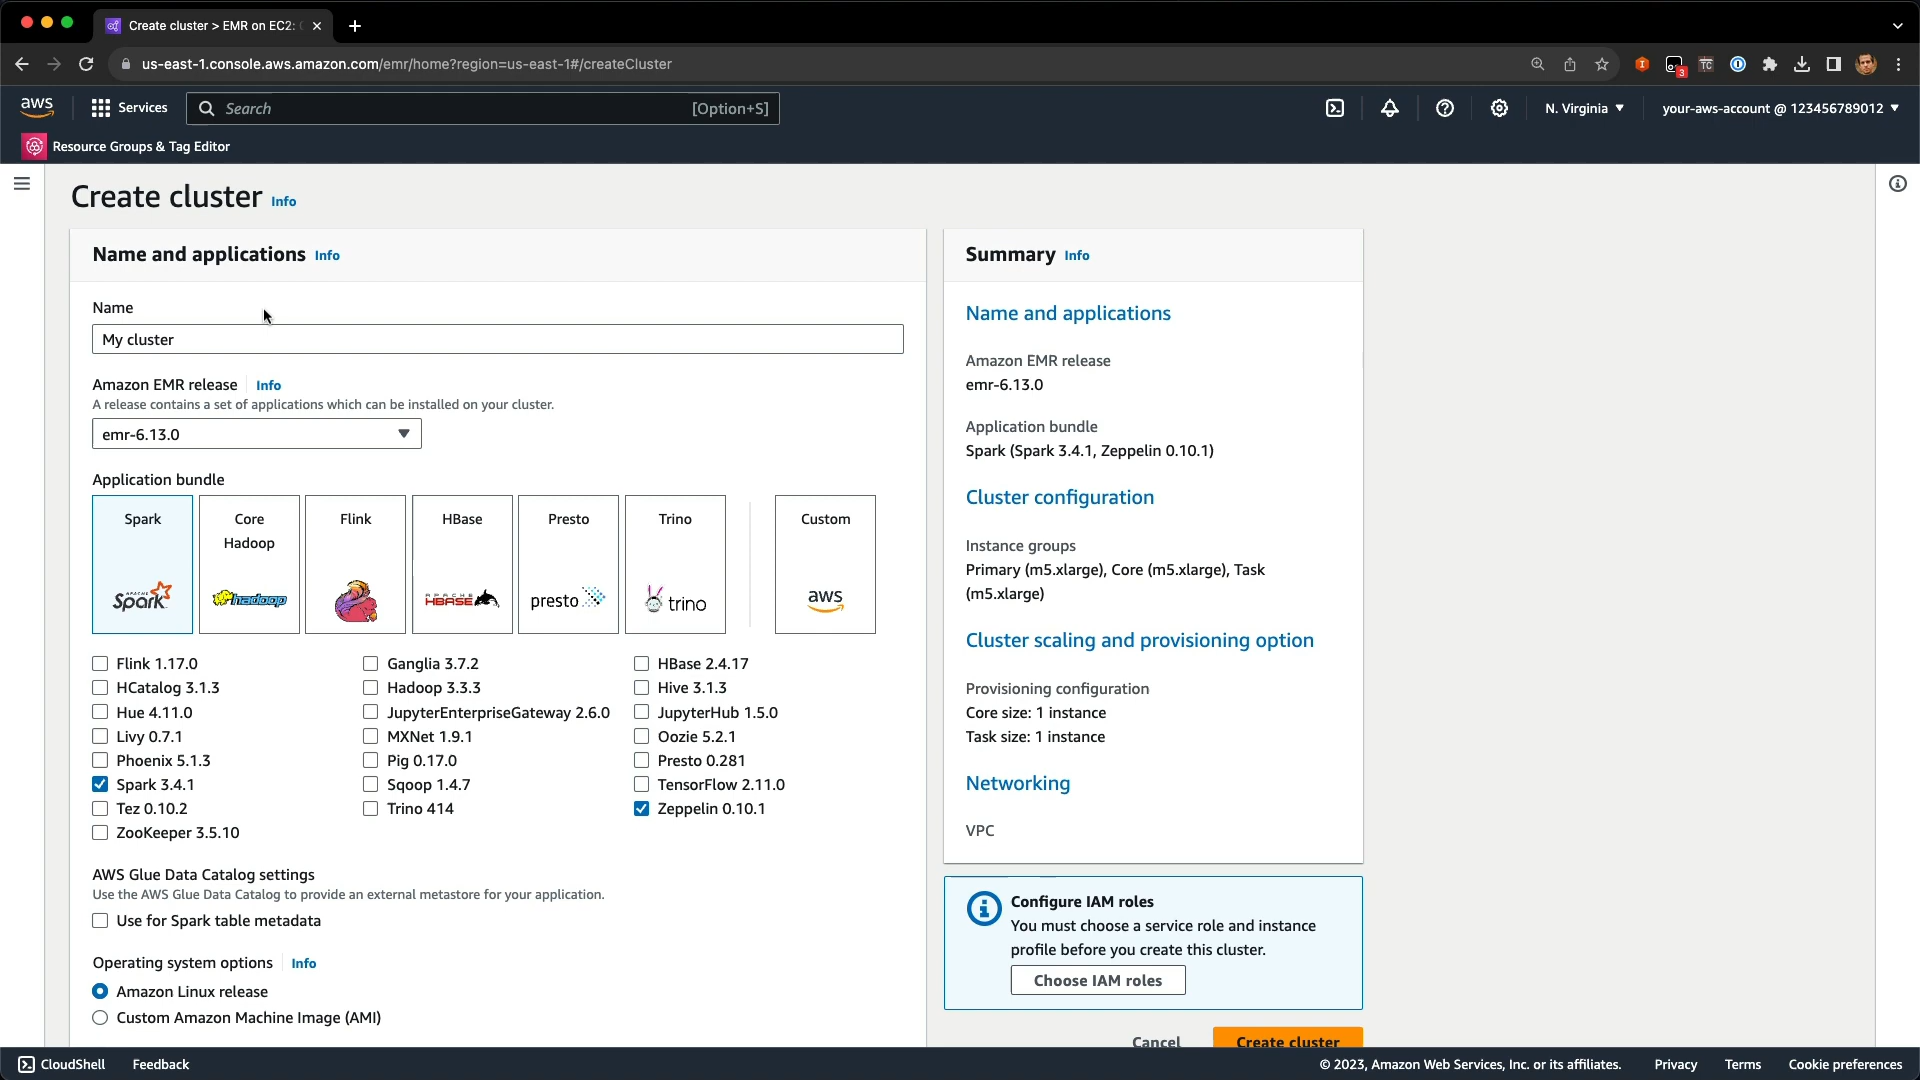 Create cluster > EMR on EC2:
us-east-1.console.aws.amazon.com/emr/home?region=us-east-1#/createCluster
3
TC
aws
Services
Search
[Option+S]
N. Virginia
your-aws-account @ 123456789012
Resource Groups & Tag Editor
Create cluster Info
Name and applications Info
Name
My cluster
Amazon EMR release Info
A release contains a set of applications which can be installed on your cluster.
emr-6.13.0
Application bundle
Spark
APACHE Spark
Core
Hadoop
hadoop
Flink
HBase
APACHE HBASE
Presto
presto
Trino
trino
Custom
aws
Flink 1.17.0
Ganglia 3.7.2
HBase 2.4.17
HCatalog 3.1.3
Hadoop 3.3.3
Hive 3.1.3
Hue 4.11.0
JupyterEnterpriseGateway 2.6.0
JupyterHub 1.5.0
Livy 0.7.1
MXNet 1.9.1
Oozie 5.2.1
Phoenix 5.1.3
Pig 0.17.0
Presto 0.281
Spark 3.4.1
Sqoop 1.4.7
TensorFlow 2.11.0
Tez 0.10.2
Trino 414
Zeppelin 0.10.1
ZooKeeper 3.5.10
AWS Glue Data Catalog settings
Use the AWS Glue Data Catalog to provide an external metastore for your application.
Use for Spark table metadata
Operating system options Info
Amazon Linux release
Custom Amazon Machine Image (AMI)
Summary Info
Name and applications
Amazon EMR release
emr-6.13.0
Application bundle
Spark (Spark 3.4.1, Zeppelin 0.10.1)
Cluster configuration
Instance groups
Primary (m5.xlarge), Core (m5.xlarge), Task
(m5.xlarge)
Cluster scaling and provisioning option
Provisioning configuration
Core size: 1 instance
Task size: 1 instance
Networking
VPC
Configure IAM roles
You must choose a service role and instance
profile before you create this cluster.
Choose IAM roles
Cancel
Create cluster
CloudShell
Feedback
© 2023, Amazon Web Services, Inc. or its affiliates.
Privacy
Terms
Cookie preferences